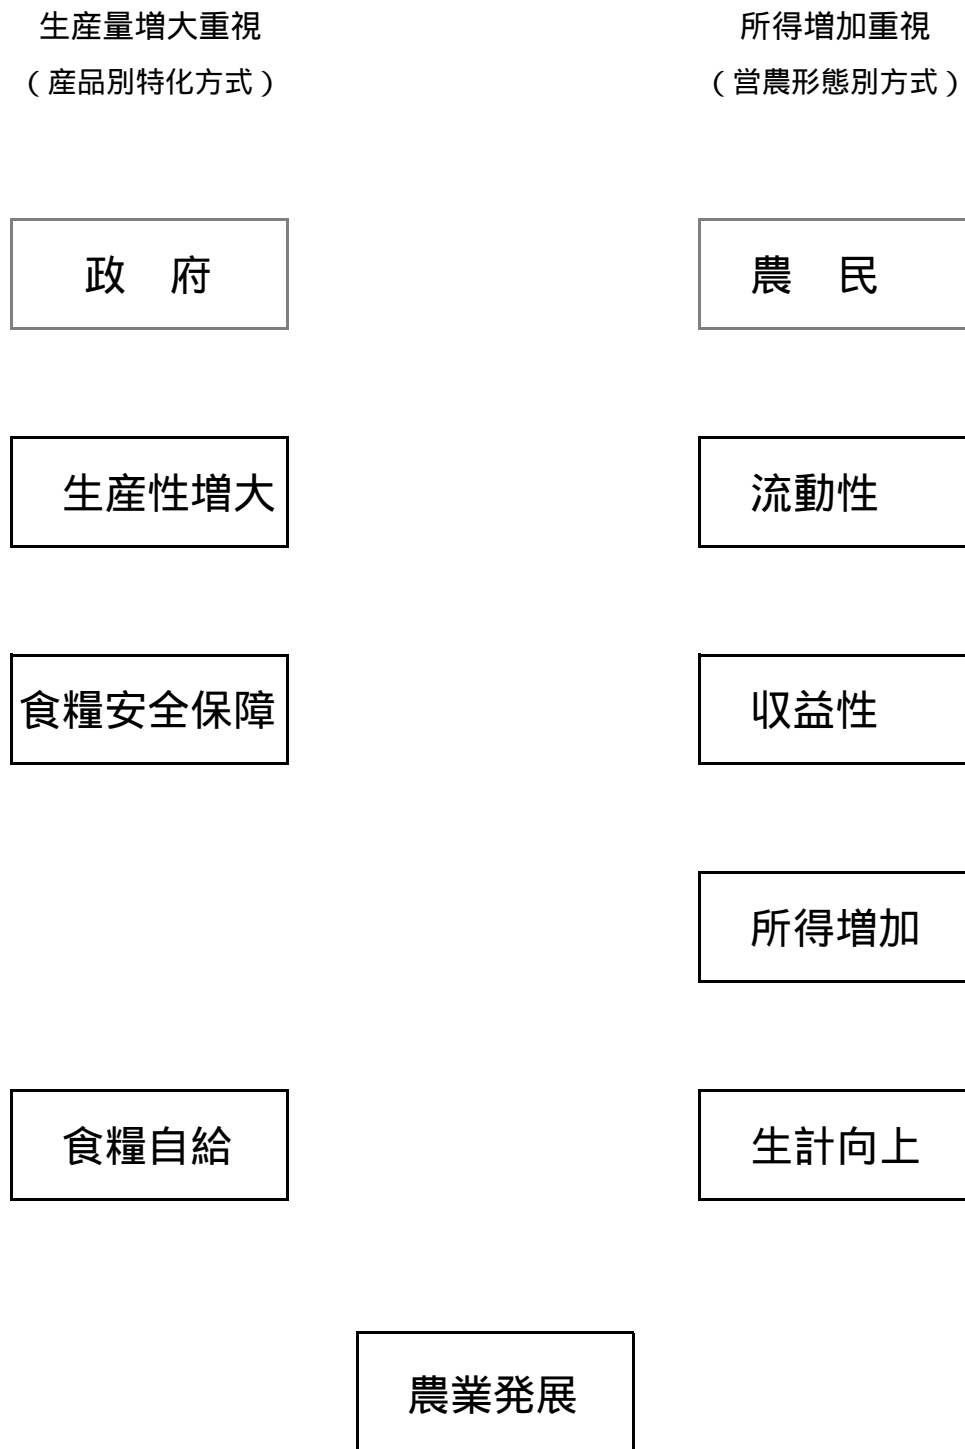 生産量増大重視
（産品別特化方式）
所得増加重視
（営農形態別方式）
政　府
農　民
生産性増大
流動性
食糧安全保障
収益性
所得増加
食糧自給
生計向上
農業発展